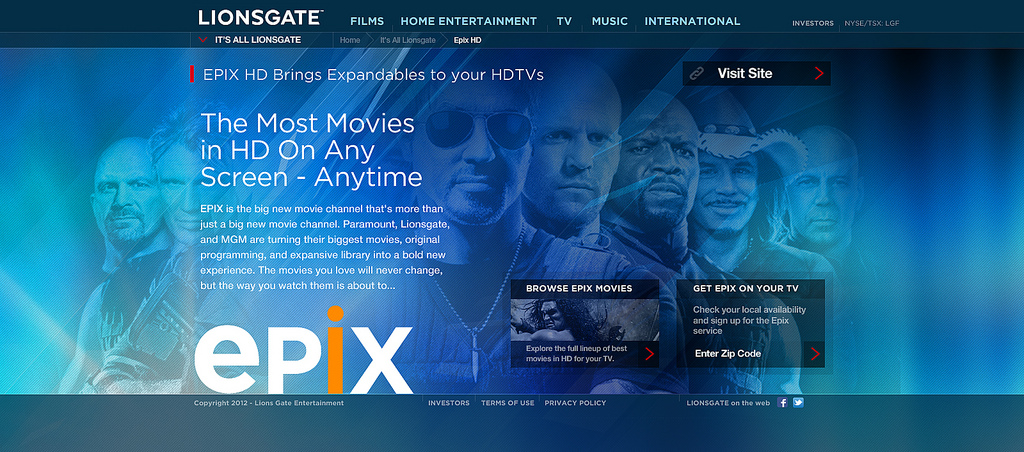 LIONSGATE™
FILMS HOME ENTERTAINMENT TV MUSIC INTERNATIONAL
INVESTORS NYSE/TSX: LGF
IT'S ALL LIONSGATE
Home It's All Lionsgate Epix HD
EPIX HD Brings Expandables to your HDTVs
Visit Site
The Most Movies
in HD On Any
Screen - Anytime
EPIX is the big new movie channel that's more than
just a big new movie channel. Paramount, Lionsgate,
and MGM are turning their biggest movies, original
programming, and expansive library into a bold new
experience. The movies you love will never change,
but the way you watch them is about to...
epix
BROWSE EPIX MOVIES
Explore the full lineup of best
movies in HD for your TV.
GET EPIX ON YOUR TV
Check your local availability
and sign up for the Epix
service
Enter Zip Code
Copyright 2012 - Lions Gate Entertainment
INVESTORS TERMS OF USE PRIVACY POLICY
LIONSGATE on the web